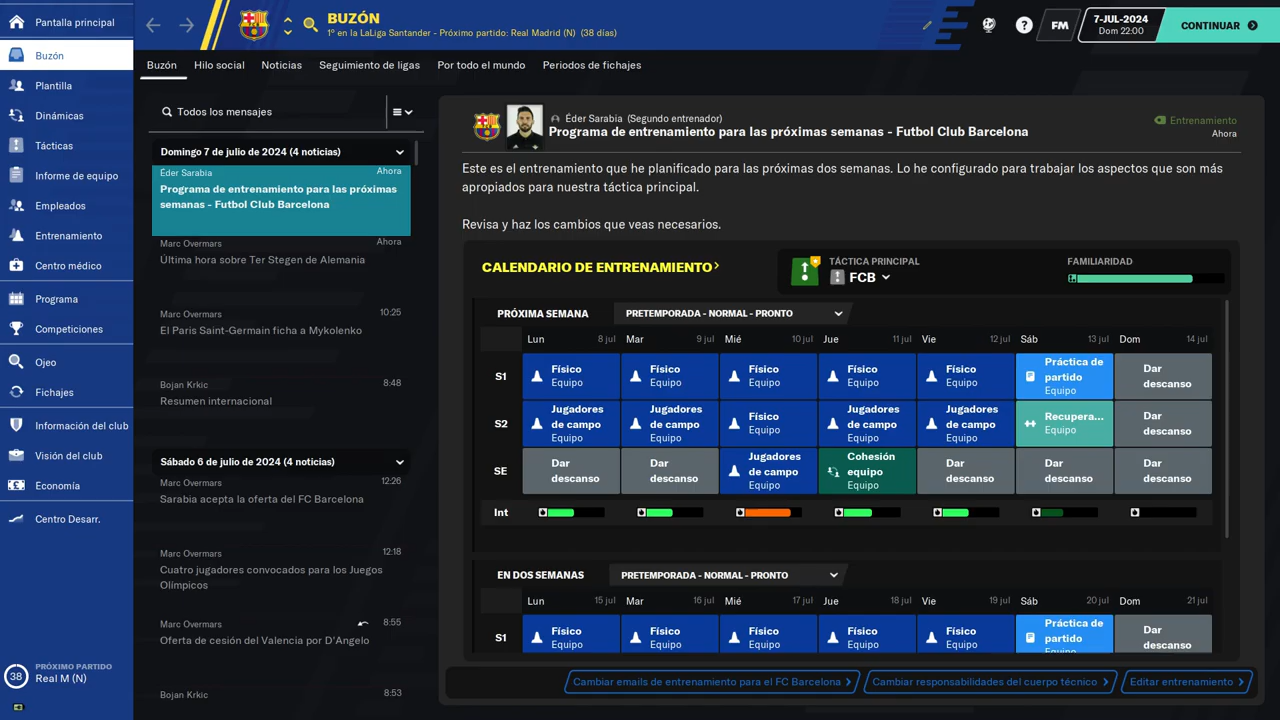 Pantalla principal
Buzón
Plantilla
Dinámicas
Tácticas
Informe de equipo
Empleados
Entrenamiento
Centro médico
Programa
Competiciones
Ojeo
Fichajes
Información del club
Visión del club
Economía
Centro Desarr.
38
PRÓXIMO PARTIDO
Real M (N)
BUZÓN
1º en la LaLiga Santander - Próximo partido: Real Madrid (N) (38 días)
FM
7-JUL-2024
Dom 22:00
CONTINUAR
Buzón Hilo social Noticias Seguimiento de ligas Por todo el mundo Periodos de fichajes
Todos los mensajes
Domingo 7 de julio de 2024 (4 noticias)
Éder Sarabia Ahora
Programa de entrenamiento para las próximas
semanas - Futbol Club Barcelona
Marc Overmars Ahora
Última hora sobre Ter Stegen de Alemania
Marc Overmars 10:25
El Paris Saint-Germain ficha a Mykolenko
Bojan Krkic 8:48
Resumen internacional
Sábado 6 de julio de 2024 (4 noticias)
Marc Overmars 12:26
Sarabia acepta la oferta del FC Barcelona
Marc Overmars 12:18
Cuatro jugadores convocados para los Juegos
Olímpicos
Marc Overmars 8:55
Oferta de cesión del Valencia por D'Angelo
Bojan Krkic 8:53
Éder Sarabia (Segundo entrenador)
Programa de entrenamiento para las próximas semanas - Futbol Club Barcelona
Entrenamiento
Ahora
Este es el entrenamiento que he planificado para las próximas dos semanas. Lo he configurado para trabajar los aspectos que son más
apropiados para nuestra táctica principal.
Revisa y haz los cambios que veas necesarios.
CALENDARIO DE ENTRENAMIENTO
TÁCTICA PRINCIPAL
FCB
FAMILIARIDAD
PRÓXIMA SEMANA PRETEMPORADA - NORMAL - PRONTO
Lun 8 jul Mar 9 jul Mié 10 jul Jue 11 jul Vie 12 jul Sáb 13 jul Dom 14 jul
S1
Físico
Equipo
Físico
Equipo
Físico
Equipo
Físico
Equipo
Físico
Equipo
Práctica de
partido
Equipo
Dar
descanso
S2
Jugadores
de campo
Equipo
Jugadores
de campo
Equipo
Físico
Equipo
Jugadores
de campo
Equipo
Jugadores
de campo
Equipo
Recupera...
Equipo
Dar
descanso
SE
Dar
descanso
Dar
descanso
Jugadores
de campo
Equipo
Cohesión
equipo
Equipo
Dar
descanso
Dar
descanso
Dar
descanso
Int
EN DOS SEMANAS PRETEMPORADA - NORMAL - PRONTO
Lun 15 jul Mar 16 jul Mié 17 jul Jue 18 jul Vie 19 jul Sáb 20 jul Dom 21 jul
S1
Físico
Equipo
Físico
Equipo
Físico
Equipo
Físico
Equipo
Físico
Equipo
Práctica de
partido
Equipo
Dar
descanso
Cambiar emails de entrenamiento para el FC Barcelona
Cambiar responsabilidades del cuerpo técnico
Editar entrenamiento